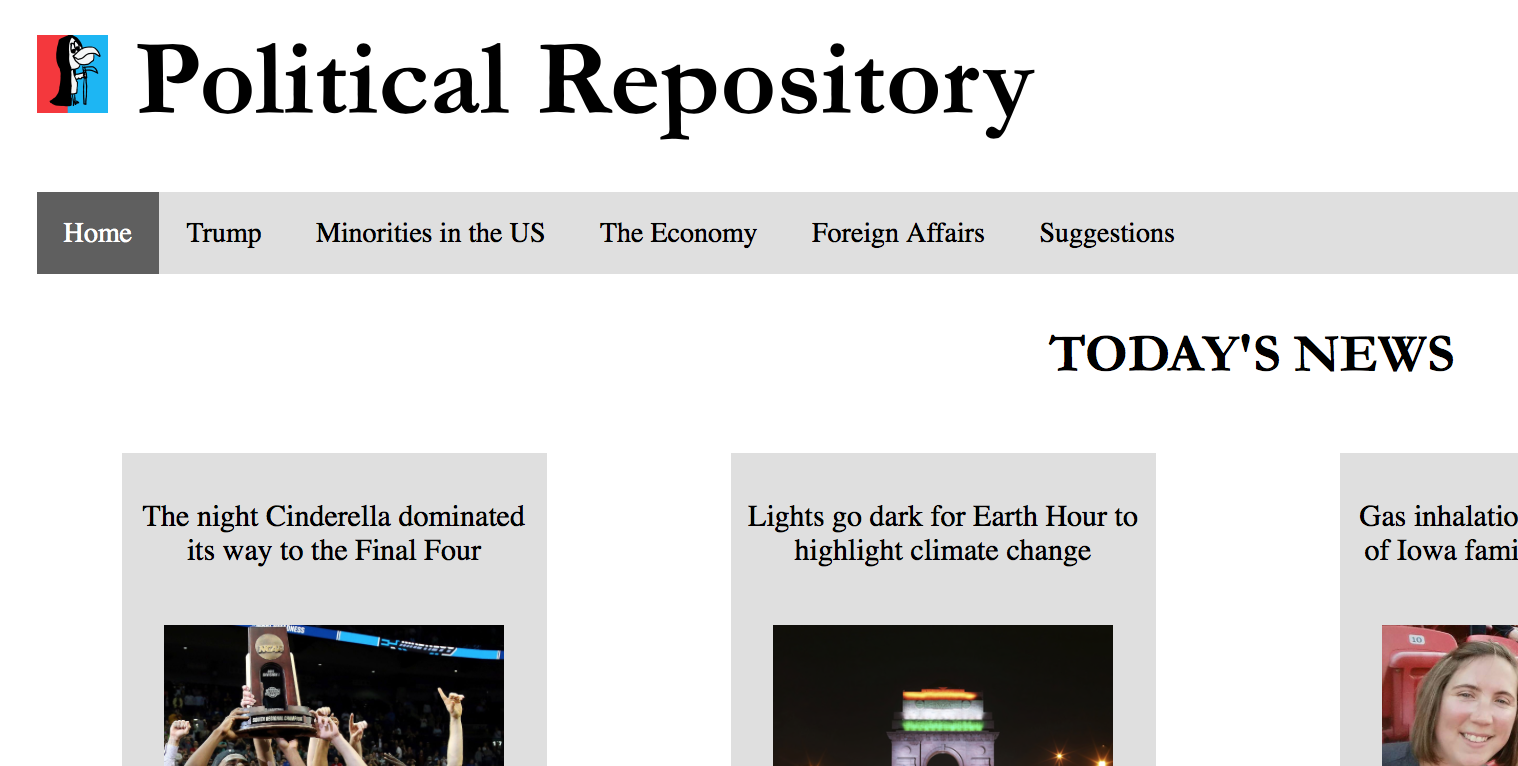 Political Repository
Home Trump Minorities in the US The Economy Foreign Affairs Suggestions
TODAY'S NEWS
The night Cinderella dominated
its way to the Final Four
Lights go dark for Earth Hour to
highlight climate change
Gas inhalatio
of Iowa fami